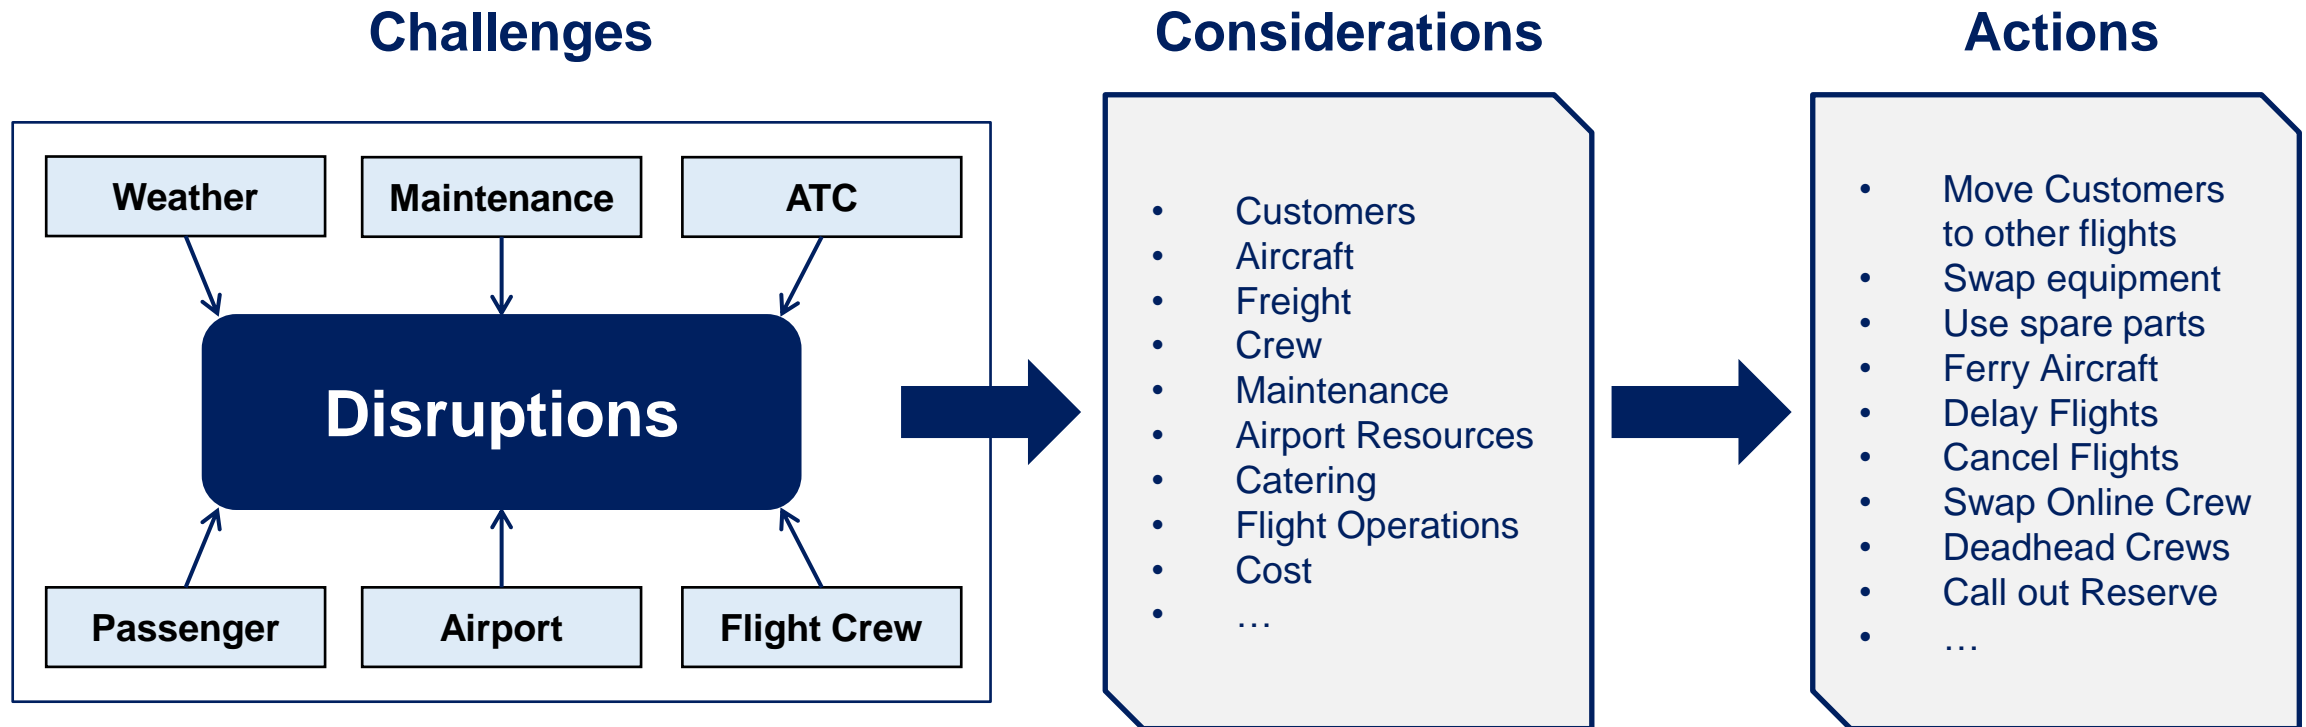 Challenges
Weather
Maintenance
ATC
Disruptions
Passenger
Airport
Flight Crew
Considerations
• Customers
• Aircraft
• Freight
• Crew
• Maintenance
• Airport Resources
• Catering
• Flight Operations
• Cost
• …
Actions
• Move Customers
to other flights
• Swap equipment
• Use spare parts
• Ferry Aircraft
• Delay Flights
• Cancel Flights
• Swap Online Crew
• Deadhead Crews
• Call out Reserve
• …